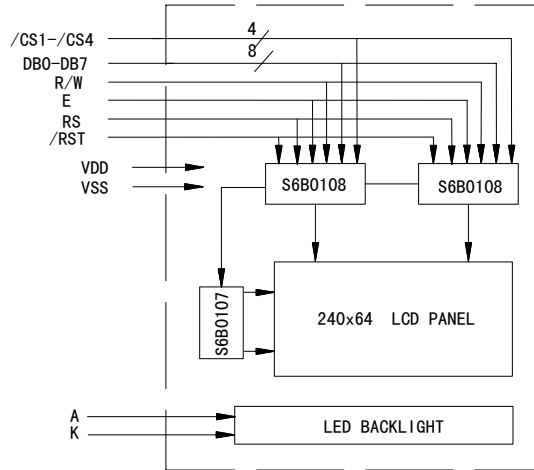 /CS1-/CS4
4
DB0-DB7
8
R/W
E
RS
/RST
VDD
VSS
S6B0108
S6B0108
S6B0107
240x64 LCD PANEL
A
K
LED BACKLIGHT